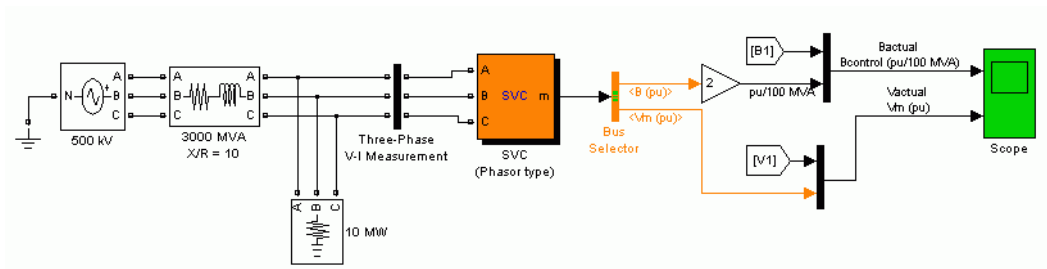 N
A
B
C
500 kV
A
B
C
A
B
C
3000 MVA
X/R = 10
Three-Phase
V-I Measurement
A
B
C
10 MW
A
B
C
SVC
m
SVC
(Phasor type)
<B (pu)>
<Vm (pu)>
Bus
Selector
2
pu/100 MVA
[B1]
[V1]
Bactual
Bcontrol (pu/100 MVA)
Vactual
Vm (pu)
Scope